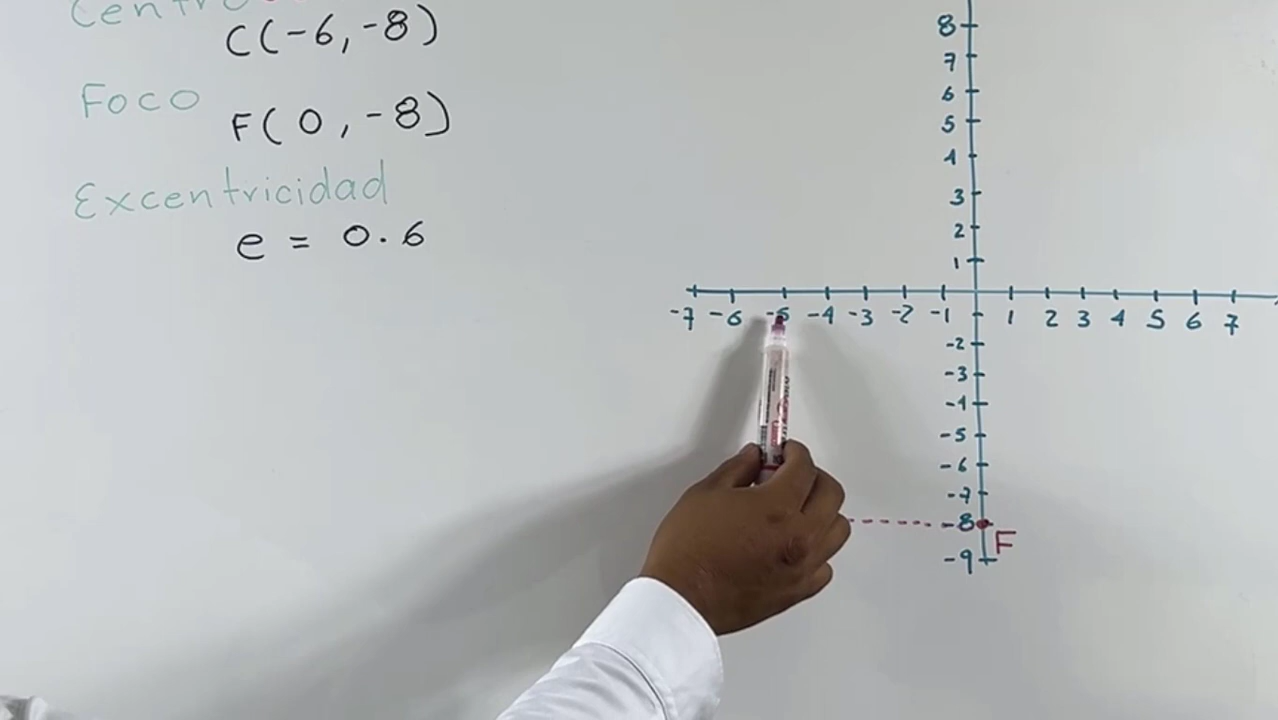 Centro
C(-6,-8)
Foco
F(0,-8)
Excentricidad
e = 0.6
8
7
6
5
4
3
2
1
-7 -6 -5 -4 -3 -2 -1 1 2 3 4 5 6 7
-2
-3
-4
-5
-6
-7
-8
F
-9